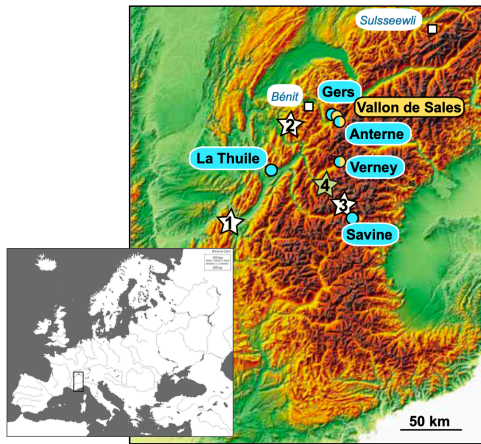 Sulsseewli
Bénit
Gers
Vallon de Sales
2
Anterne
La Thuile
Verney
4
3
1
Savine
50 km